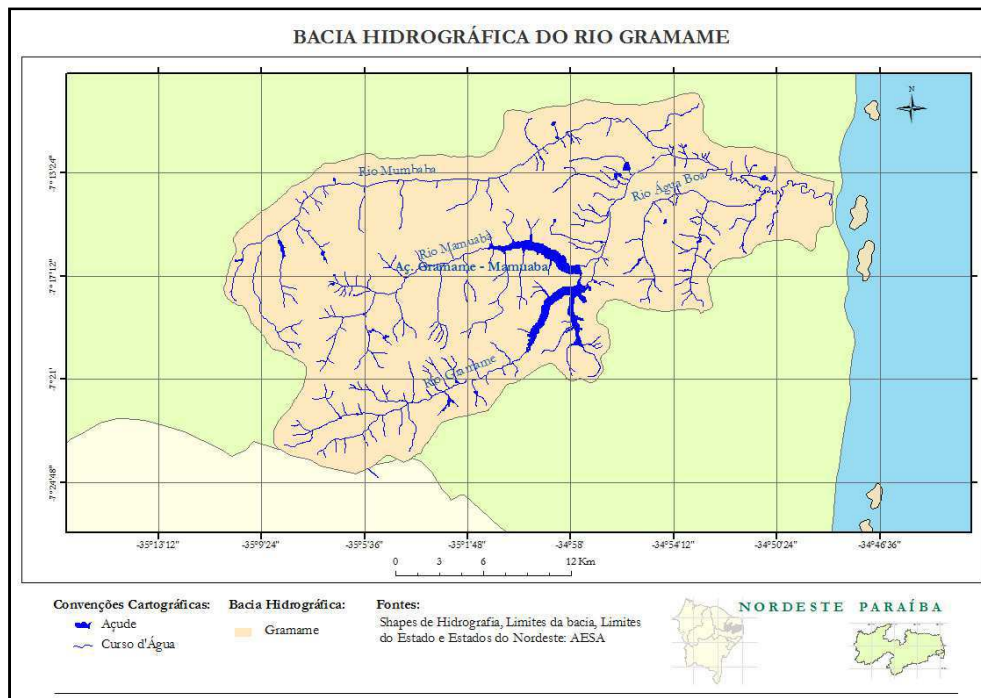 BACIA HIDROGRÁFICA DO RIO GRAMAME
N
-7°13'24"
-7°17'12"
-7°21'
-7°24'48"
Rio Mumbaba
Rio Água Boa
Rio Mamuaba
Aç. Gramame - Mamuaba
Rio Gramame
-35°13'12" -35°9'24" -35°5'36" -35°1'48" -34°58' -34°54'12" -34°50'24" -34°46'36"
0 3 6 12 Km
Convenções Cartográficas:
Açude
Curso d'Água
Bacia Hidrográfica:
Gramame
Fontes:
Shapes de Hidrografia, Limites da bacia, Limites
do Estado e Estados do Nordeste: AESA
NORDESTE PARAÍBA